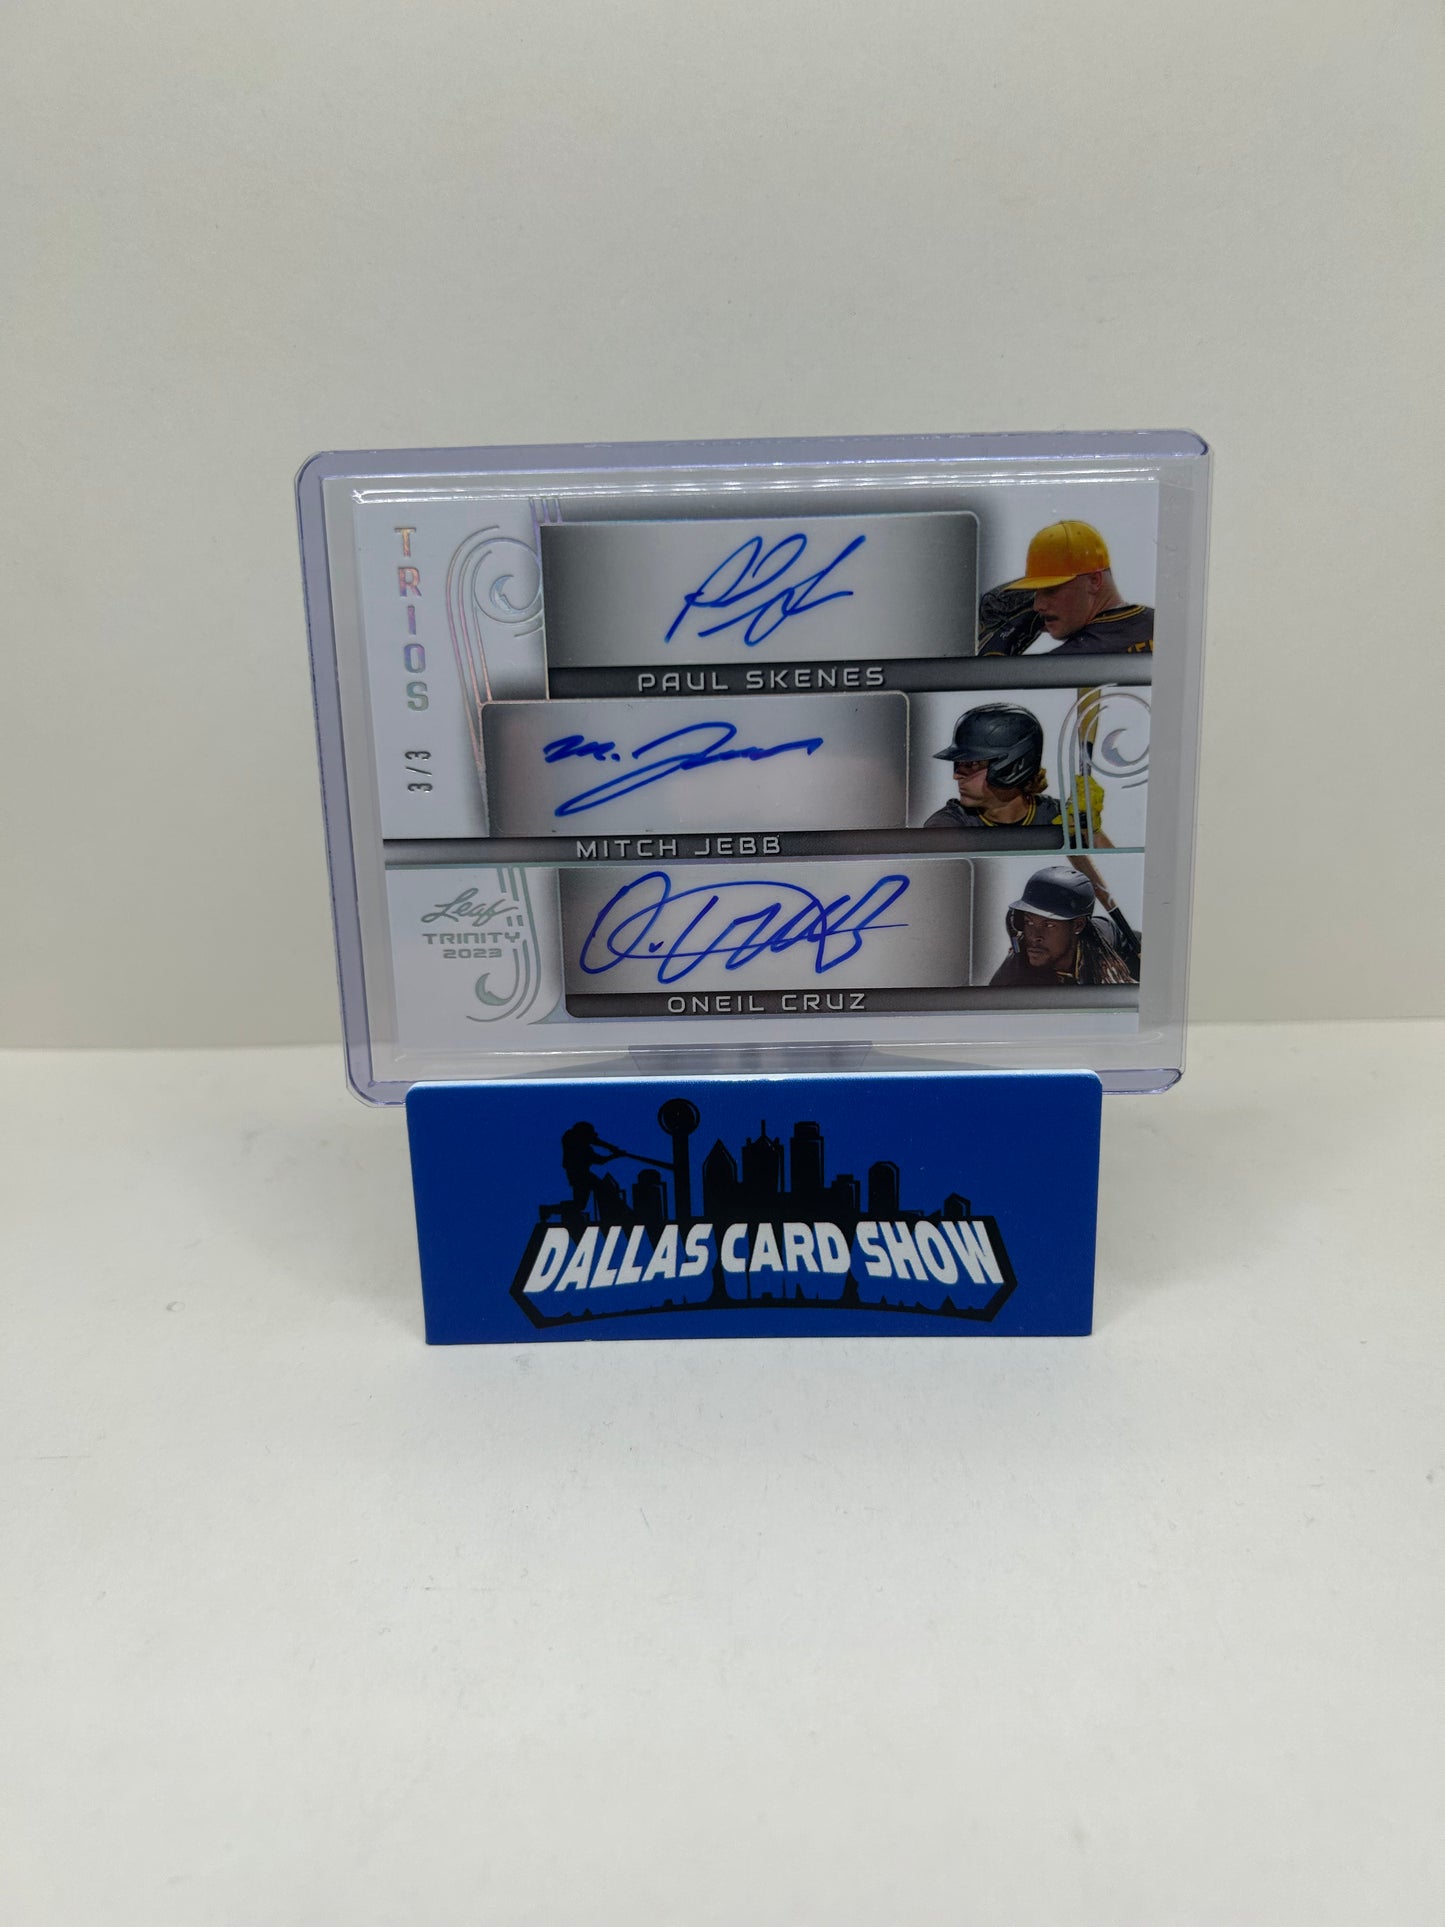 TRIOS
3/3
PAUL SKENES
MITCH JEBB
Leaf
TRINITY
2023
ONEIL CRUZ
DALLAS CARD SHOW